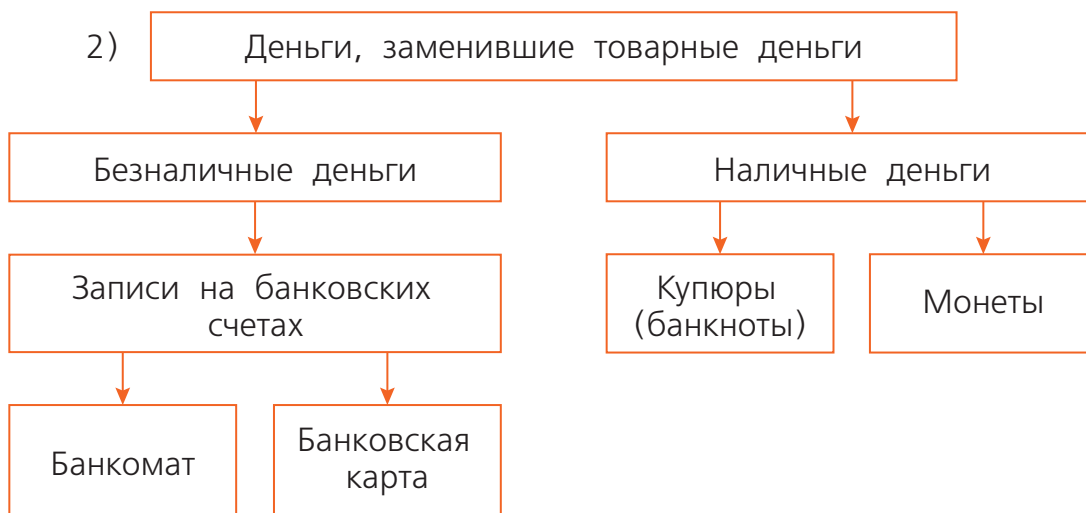 2)
Деньги, заменившие товарные деньги
Безналичные деньги
Наличные деньги
Записи на банковских
счетах
Купюры
(банкноты)
Монеты
Банкомат
Банковская
карта